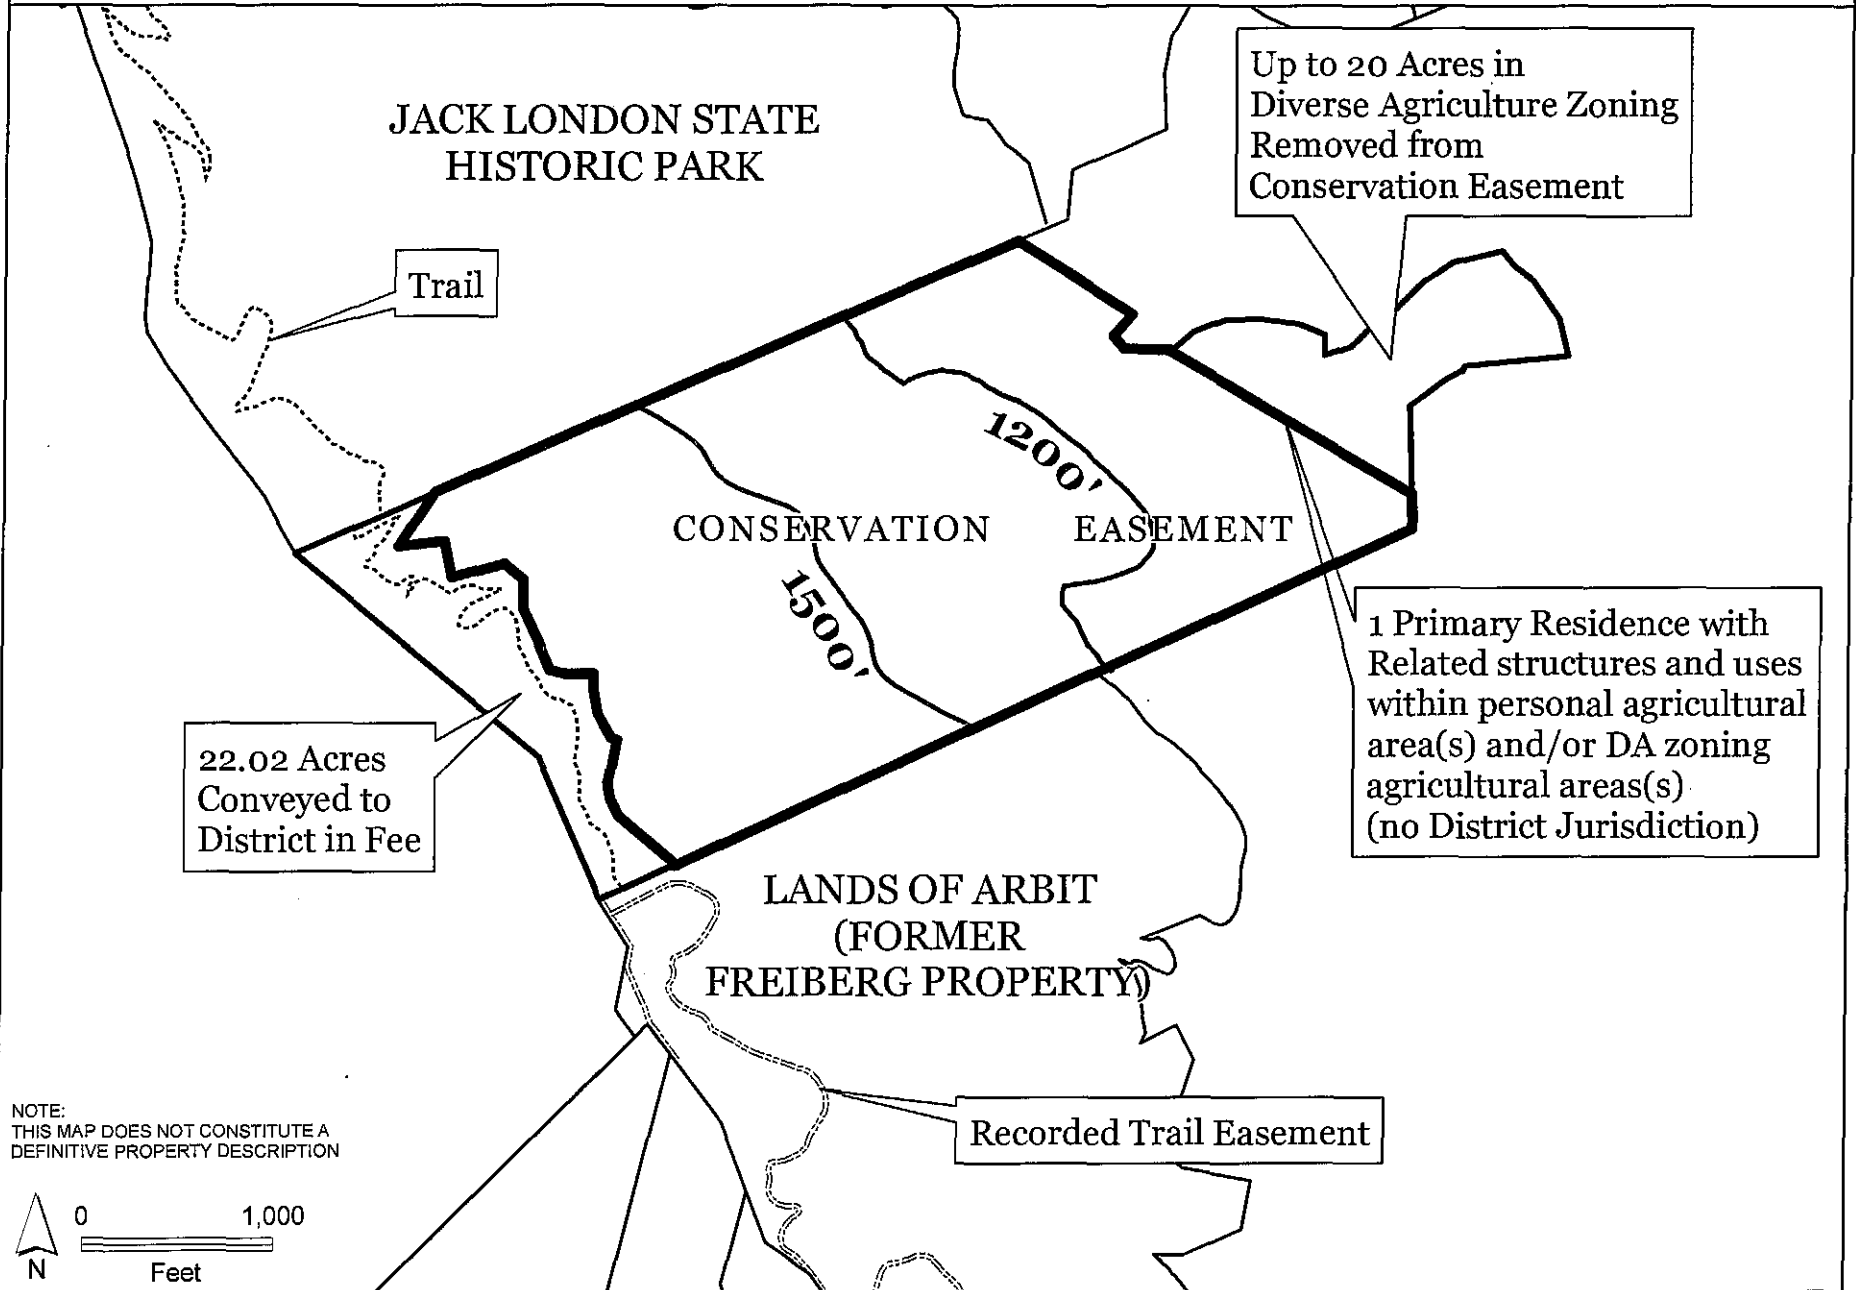 JACK LONDON STATE
HISTORIC PARK
Up to 20 Acres in
Diverse Agriculture Zoning
Removed from
Conservation Easement
Trail
1200'
CONSERVATION EASEMENT
1500'
1 Primary Residence with
Related structures and uses
within personal agricultural
area(s) and/or DA zoning
agricultural areas(s)
(no District Jurisdiction)
22.02 Acres
Conveyed to
District in Fee
LANDS OF ARBIT
(FORMER
FREIBERG PROPERTY)
Recorded Trail Easement
NOTE:
THIS MAP DOES NOT CONSTITUTE A
DEFINITIVE PROPERTY DESCRIPTION
0 1,000
Feet
N